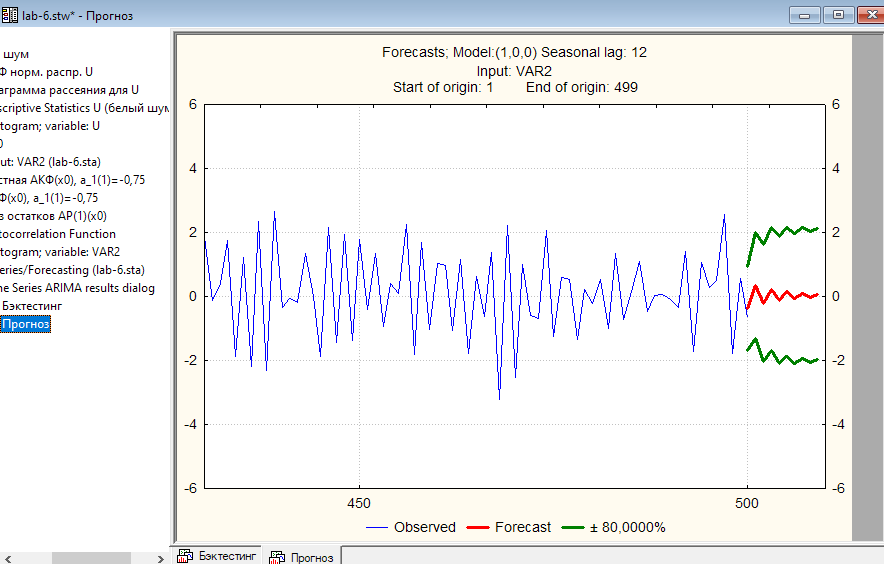 lab-6.stw* - Прогноз
шум
Ф норм. распр. U
аграмма рассеяния для U
scriptive Statistics U (белый шум
togram; variable: U
0
ut: VAR2 (lab-6.sta)
стная АКФ(x0), a_1(1)=-0,75
Ф(x0), a_1(1)=-0,75
з остатков АР(1)(x0)
tocorrelation Function
togram; variable: VAR2
eries/Forecasting (lab-6.sta)
ne Series ARIMA results dialog
Бэктестинг
Прогноз
Forecasts; Model:(1,0,0) Seasonal lag: 12
Input: VAR2
Start of origin: 1 End of origin: 499
6 6
4 4
2 2
0 0
-2 -2
-4 -4
-6 -6
450 500
Observed Forecast ± 80,0000%
Бэктестинг Прогноз